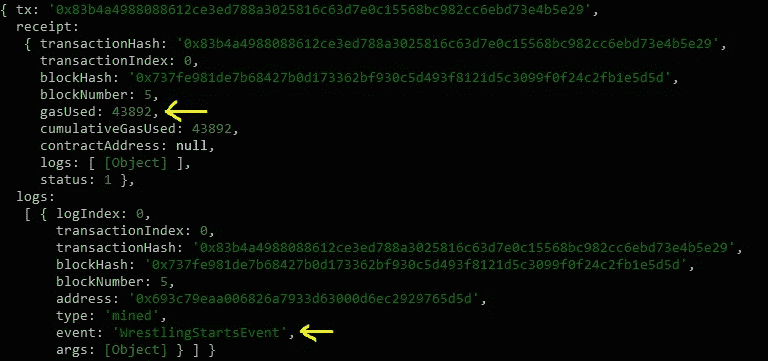 { tx: '0x83b4a4988088612ce3ed788a3025816c63d7e0c15568bc982cc6ebd73e4b5e29',
receipt:
{ transactionHash: '0x83b4a4988088612ce3ed788a3025816c63d7e0c15568bc982cc6ebd73e4b5e29',
transactionIndex: 0,
blockHash: '0x737fe981de7b68427b0d173362bf930c5d493f8121d5c3099f0f24c2fb1e5d5d',
blockNumber: 5,
gasUsed: 43892,
cumulativeGasUsed: 43892,
contractAddress: null,
logs: [ [Object] ],
status: 1 },
logs:
[ { logIndex: 0,
transactionIndex: 0,
transactionHash: '0x83b4a4988088612ce3ed788a3025816c63d7e0c15568bc982cc6ebd73e4b5e29',
blockHash: '0x737fe981de7b68427b0d173362bf930c5d493f8121d5c3099f0f24c2fb1e5d5d',
blockNumber: 5,
address: '0x693c79eaa006826a7933d63000d6ec2929765d5d',
type: 'mined',
event: 'WrestlingStartsEvent',
args: [Object] } ] }